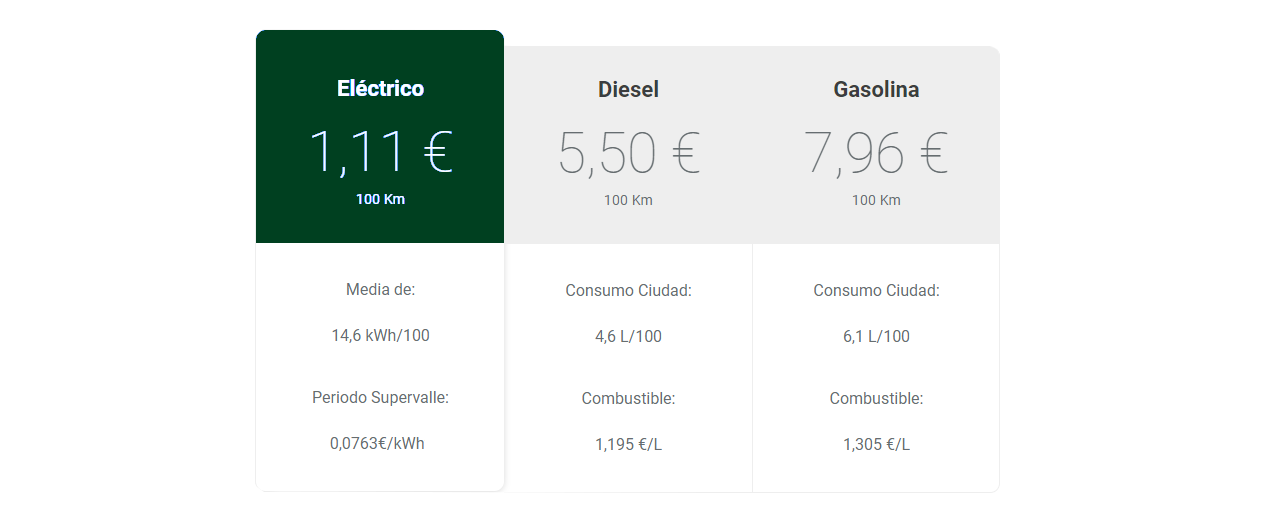 Eléctrico
1,11 €
100 Km
Media de:
14,6 kWh/100
Periodo Supervalle:
0,0763€/kWh
Diesel
5,50 €
100 Km
Consumo Ciudad:
4,6 L/100
Combustible:
1,195 €/L
Gasolina
7,96 €
100 Km
Consumo Ciudad:
6,1 L/100
Combustible:
1,305 €/L